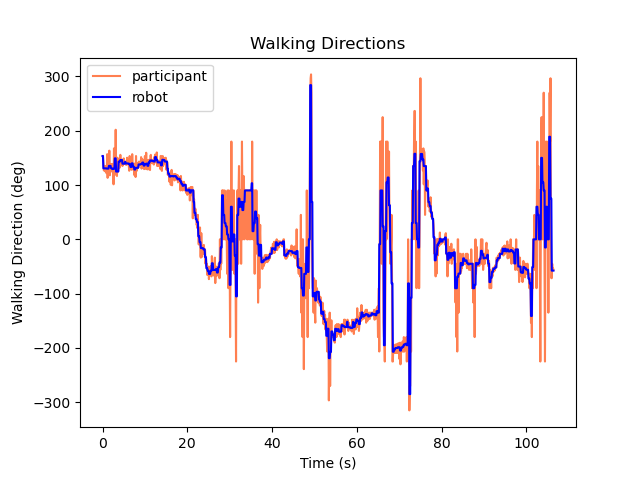 Walking Directions
participant
robot
300
200
100
0
−100
−200
−300
Walking Direction (deg)
0
20
40
60
80
100
Time (s)